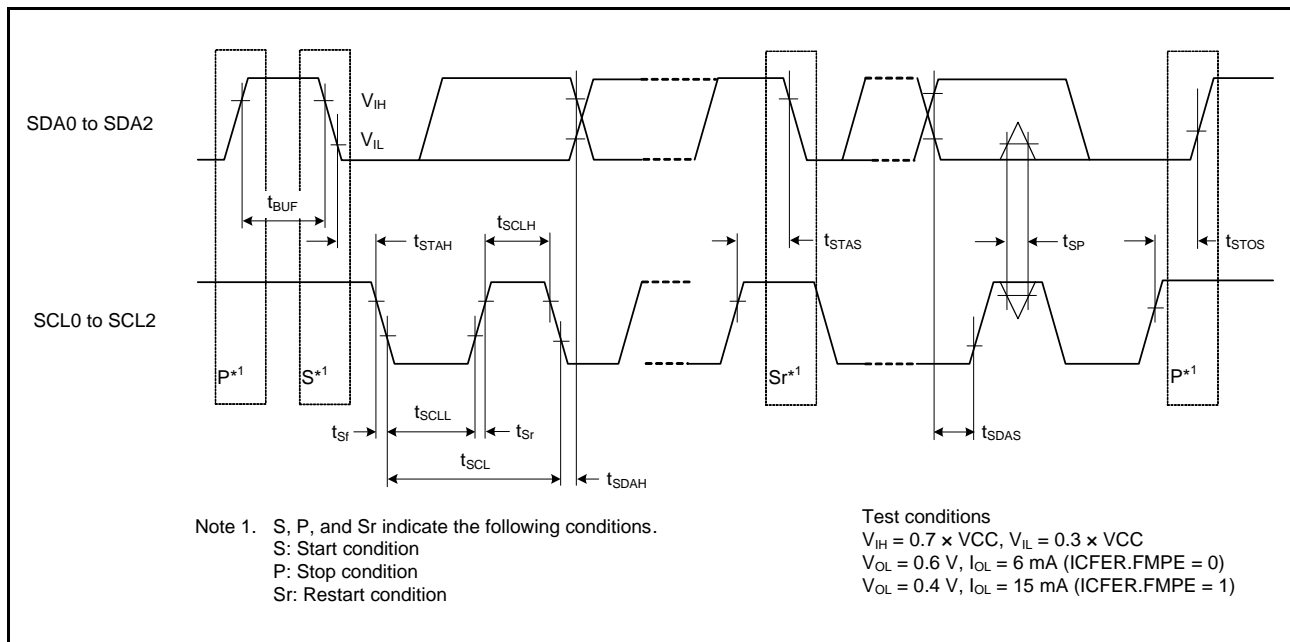 SDA0 to SDA2
VIH
VIL
tBUF
tSTAH
tSCLH
tSTAS
tSP
tSTOS
SCL0 to SCL2
P*1
S*1
Sr*1
P*1
tSCLL
tSf
tSr
tSDAS
tSCL
tSDAH
Note 1. S, P, and Sr indicate the following conditions.
S: Start condition
P: Stop condition
Sr: Restart condition
Test conditions
VIH = 0.7 × VCC, VIL = 0.3 × VCC
VOL = 0.6 V, IOL = 6 mA (ICFER.FMPE = 0)
VOL = 0.4 V, IOL = 15 mA (ICFER.FMPE = 1)